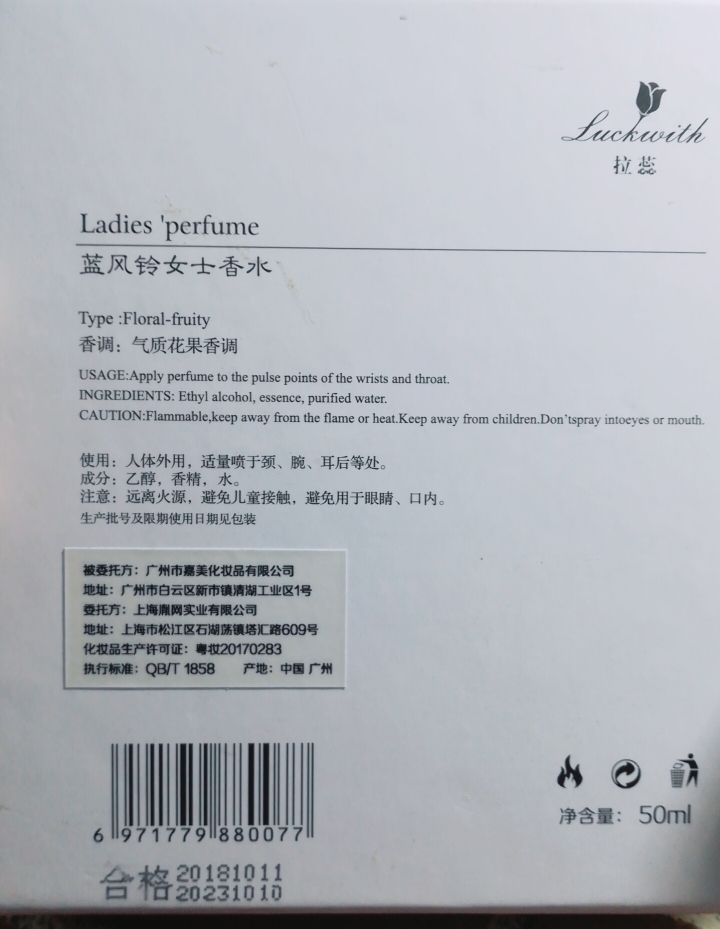 Luckwith
拉蕊
Ladies 'perfume
蓝风铃女士香水
Type :Floral-fruity
香调：气质花果香调
USAGE:Apply perfume to the pulse points of the wrists and throat.
INGREDIENTS: Ethyl alcohol, essence, purified water.
CAUTION:Flammable,keep away from the flame or heat.Keep away from children.Don'tspray intoeyes or mouth.
使用：人体外用，适量喷于颈、腕、耳后等处。
成分：乙醇，香精，水。
注意：远离火源，避免儿童接触，避免用于眼睛、口内。
生产批号及限期使用日期见包装
被委托方：广州市嘉美化妆品有限公司
地址：广州市白云区新市镇清湖工业区1号
委托方：上海胤网实业有限公司
地址：上海市松江区石湖荡镇塔汇路609号
化妆品生产许可证：粤妆20170283
执行标准：QB/T 1858 产地：中国 广州
净含量： 50ml
6 971779 880077
合格 20181011
20231010